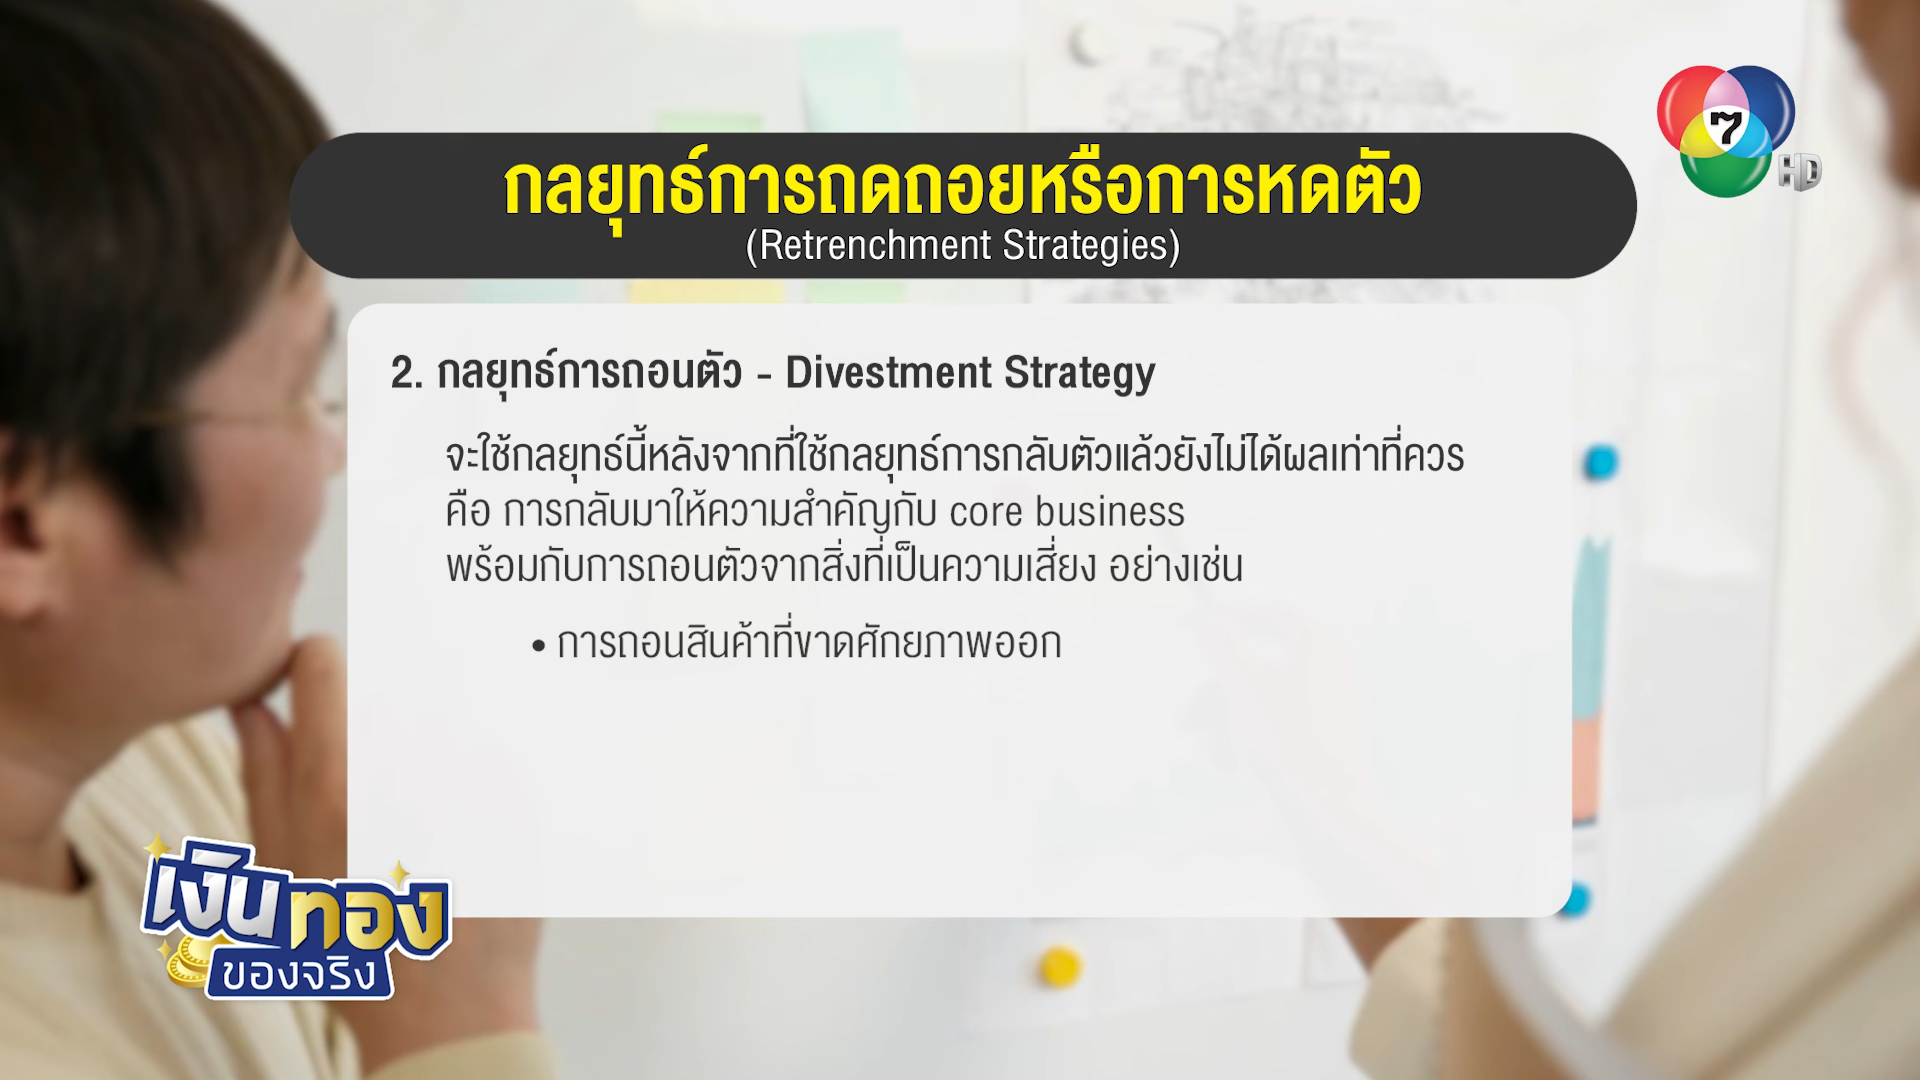 7
HD
กลยุทธ์การถดถอยหรือการหดตัว
(Retrenchment Strategies)
2. กลยุทธ์การถอนตัว - Divestment Strategy
จะใช้กลยุทธ์นี้หลังจากที่ใช้กลยุทธ์การกลับตัวแล้วยังไม่ได้ผลเท่าที่ควร
คือ การกลับมาให้ความสำคัญกับ core business
พร้อมกับการถอนตัวจากสิ่งที่เป็นความเสี่ยง อย่างเช่น
• การถอนสินค้าที่ขาดศักยภาพออก
เงินทอง
ของจริง